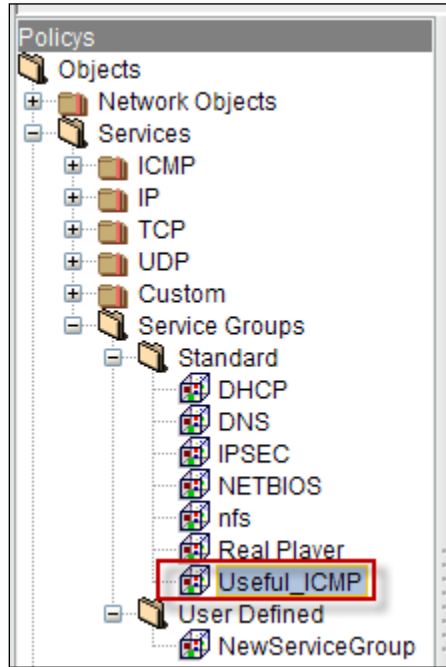 Policys
Objects
Network Objects
Services
ICMP
IP
TCP
UDP
Custom
Service Groups
Standard
DHCP
DNS
IPSEC
NETBIOS
nfs
Real Player
Useful_ICMP
User Defined
NewServiceGroup